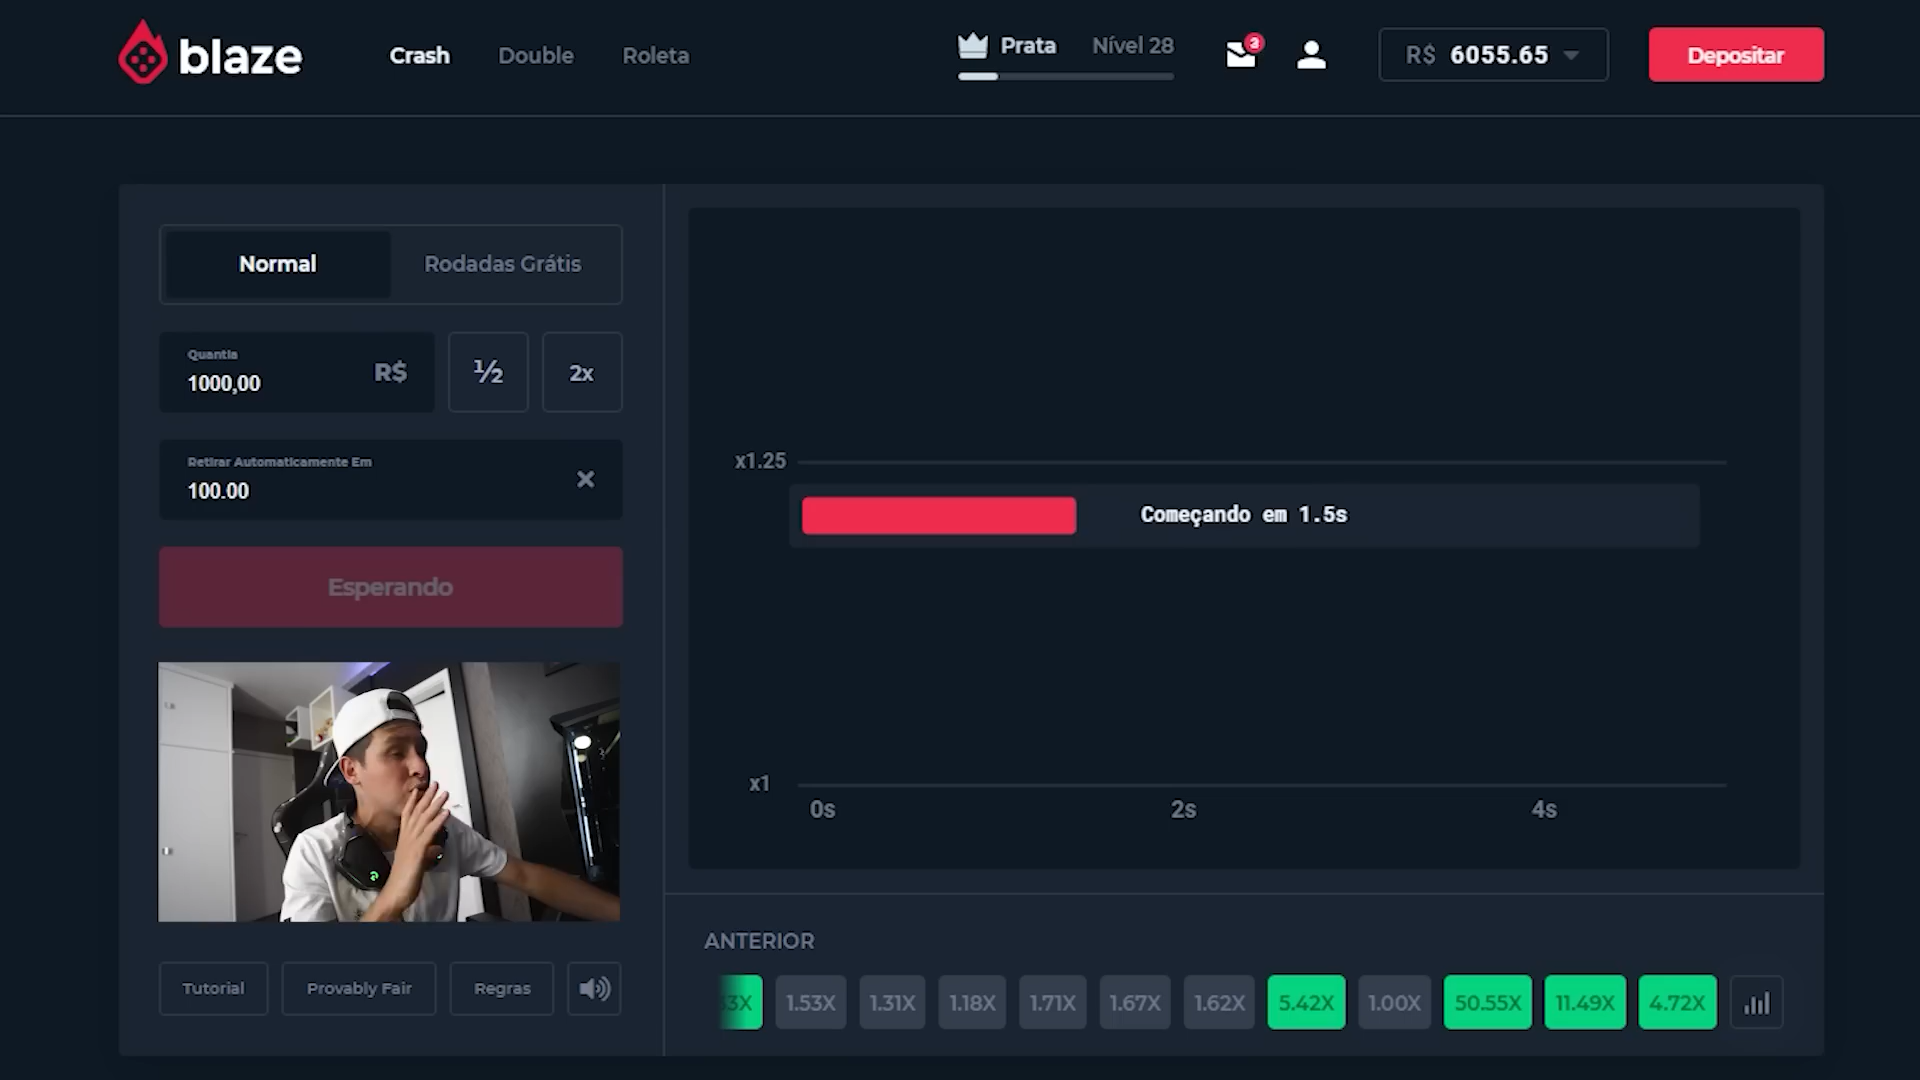 blaze
Crash
Double
Roleta
Prata
Nível 28
3
R$ 6055.65
Depositar
Normal
Rodadas Grátis
Quantia
1000,00
R$
½
2x
Retirar Automaticamente Em
100.00
Esperando
x1.25
Começando em 1.5s
x1
0s
2s
4s
Tutorial
Provably Fair
Regras
ANTERIOR
1.53X
1.31X
1.18X
1.71X
1.67X
1.62X
5.42X
1.00X
50.55X
11.49X
4.72X